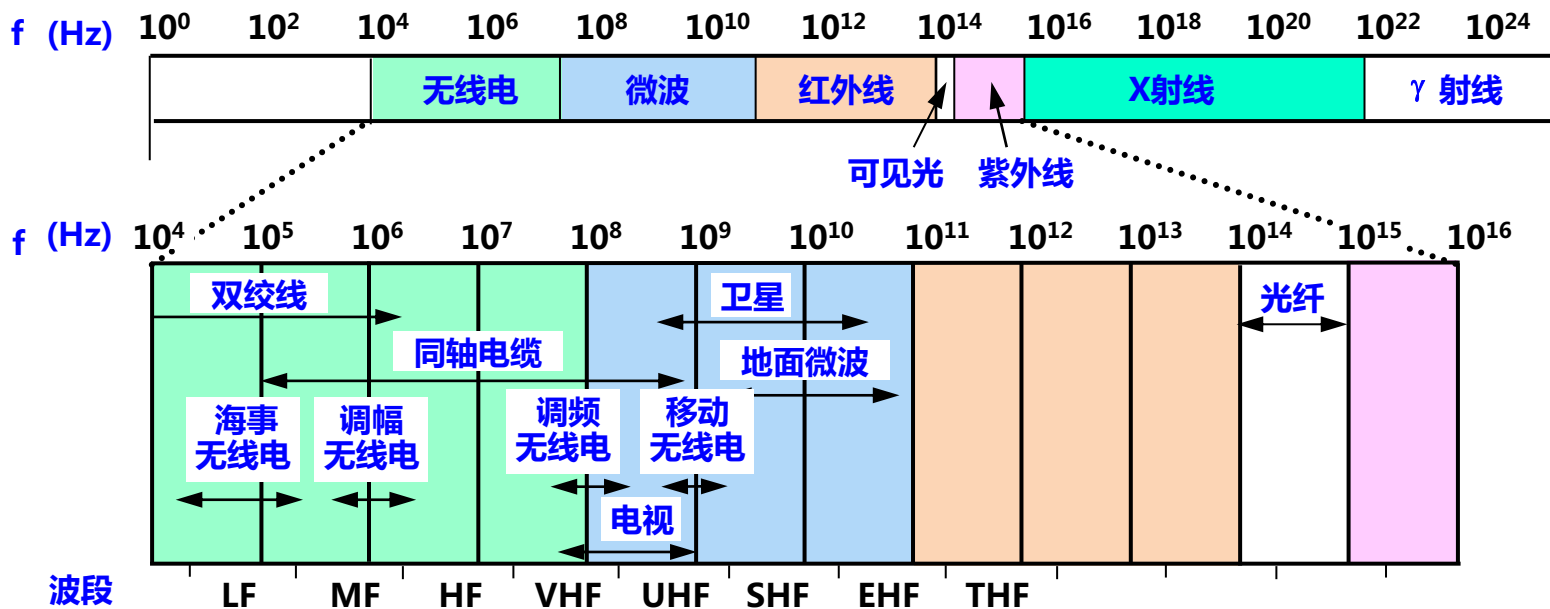 f (Hz) 10⁰ 10² 10⁴ 10⁶ 10⁸ 10¹⁰ 10¹² 10¹⁴ 10¹⁶ 10¹⁸ 10²⁰ 10²² 10²⁴
无线电 微波 红外线 X射线 γ 射线
可见光 紫外线
f (Hz) 10⁴ 10⁵ 10⁶ 10⁷ 10⁸ 10⁹ 10¹⁰ 10¹¹ 10¹² 10¹³ 10¹⁴ 10¹⁵ 10¹⁶
双绞线 卫星 光纤
同轴电缆 地面微波
海事 调幅 调频 移动
无线电 无线电 无线电 无线电
电视
波段 LF MF HF VHF UHF SHF EHF THF